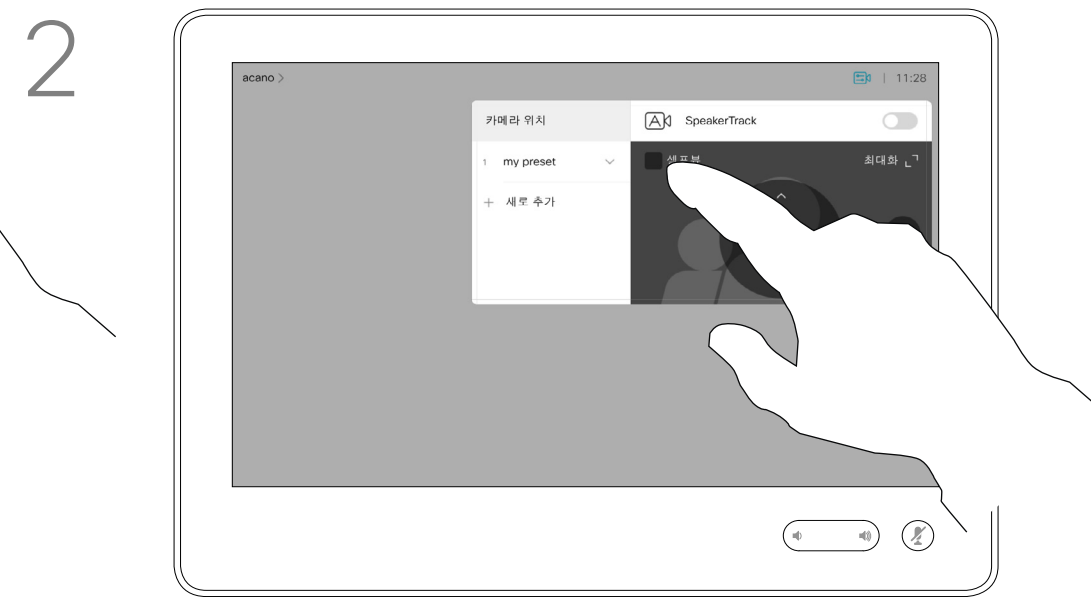 2
acano >
11:28
카메라 위치
SpeakerTrack
1 my preset
셀프뷰
최대화
+ 새로 추가